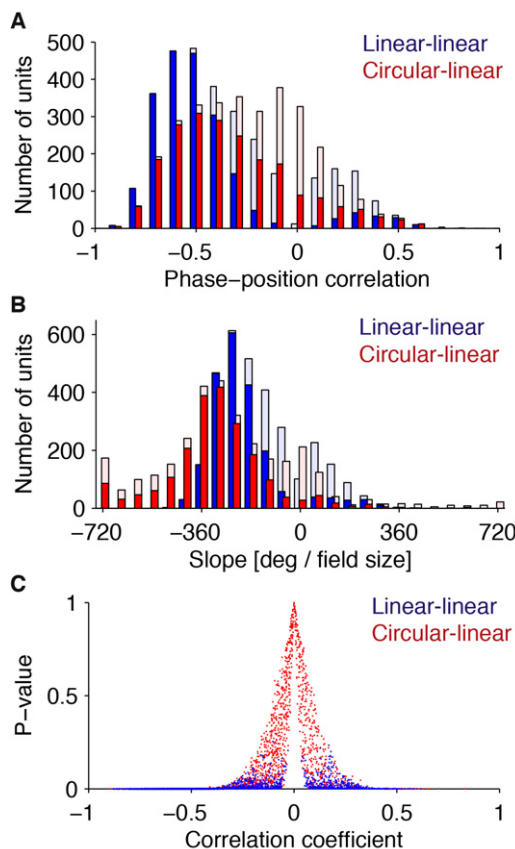 A
Linear-linear
Circular-linear
Number of units
500
400
300
200
100
0
-1
-0.5
0
0.5
1
Phase-position correlation
B
Linear-linear
Circular-linear
Number of units
600
400
200
0
-720
-360
0
360
720
Slope [deg / field size]
C
Linear-linear
Circular-linear
P-value
1
0.5
0
-1
-0.5
0
0.5
1
Correlation coefficient